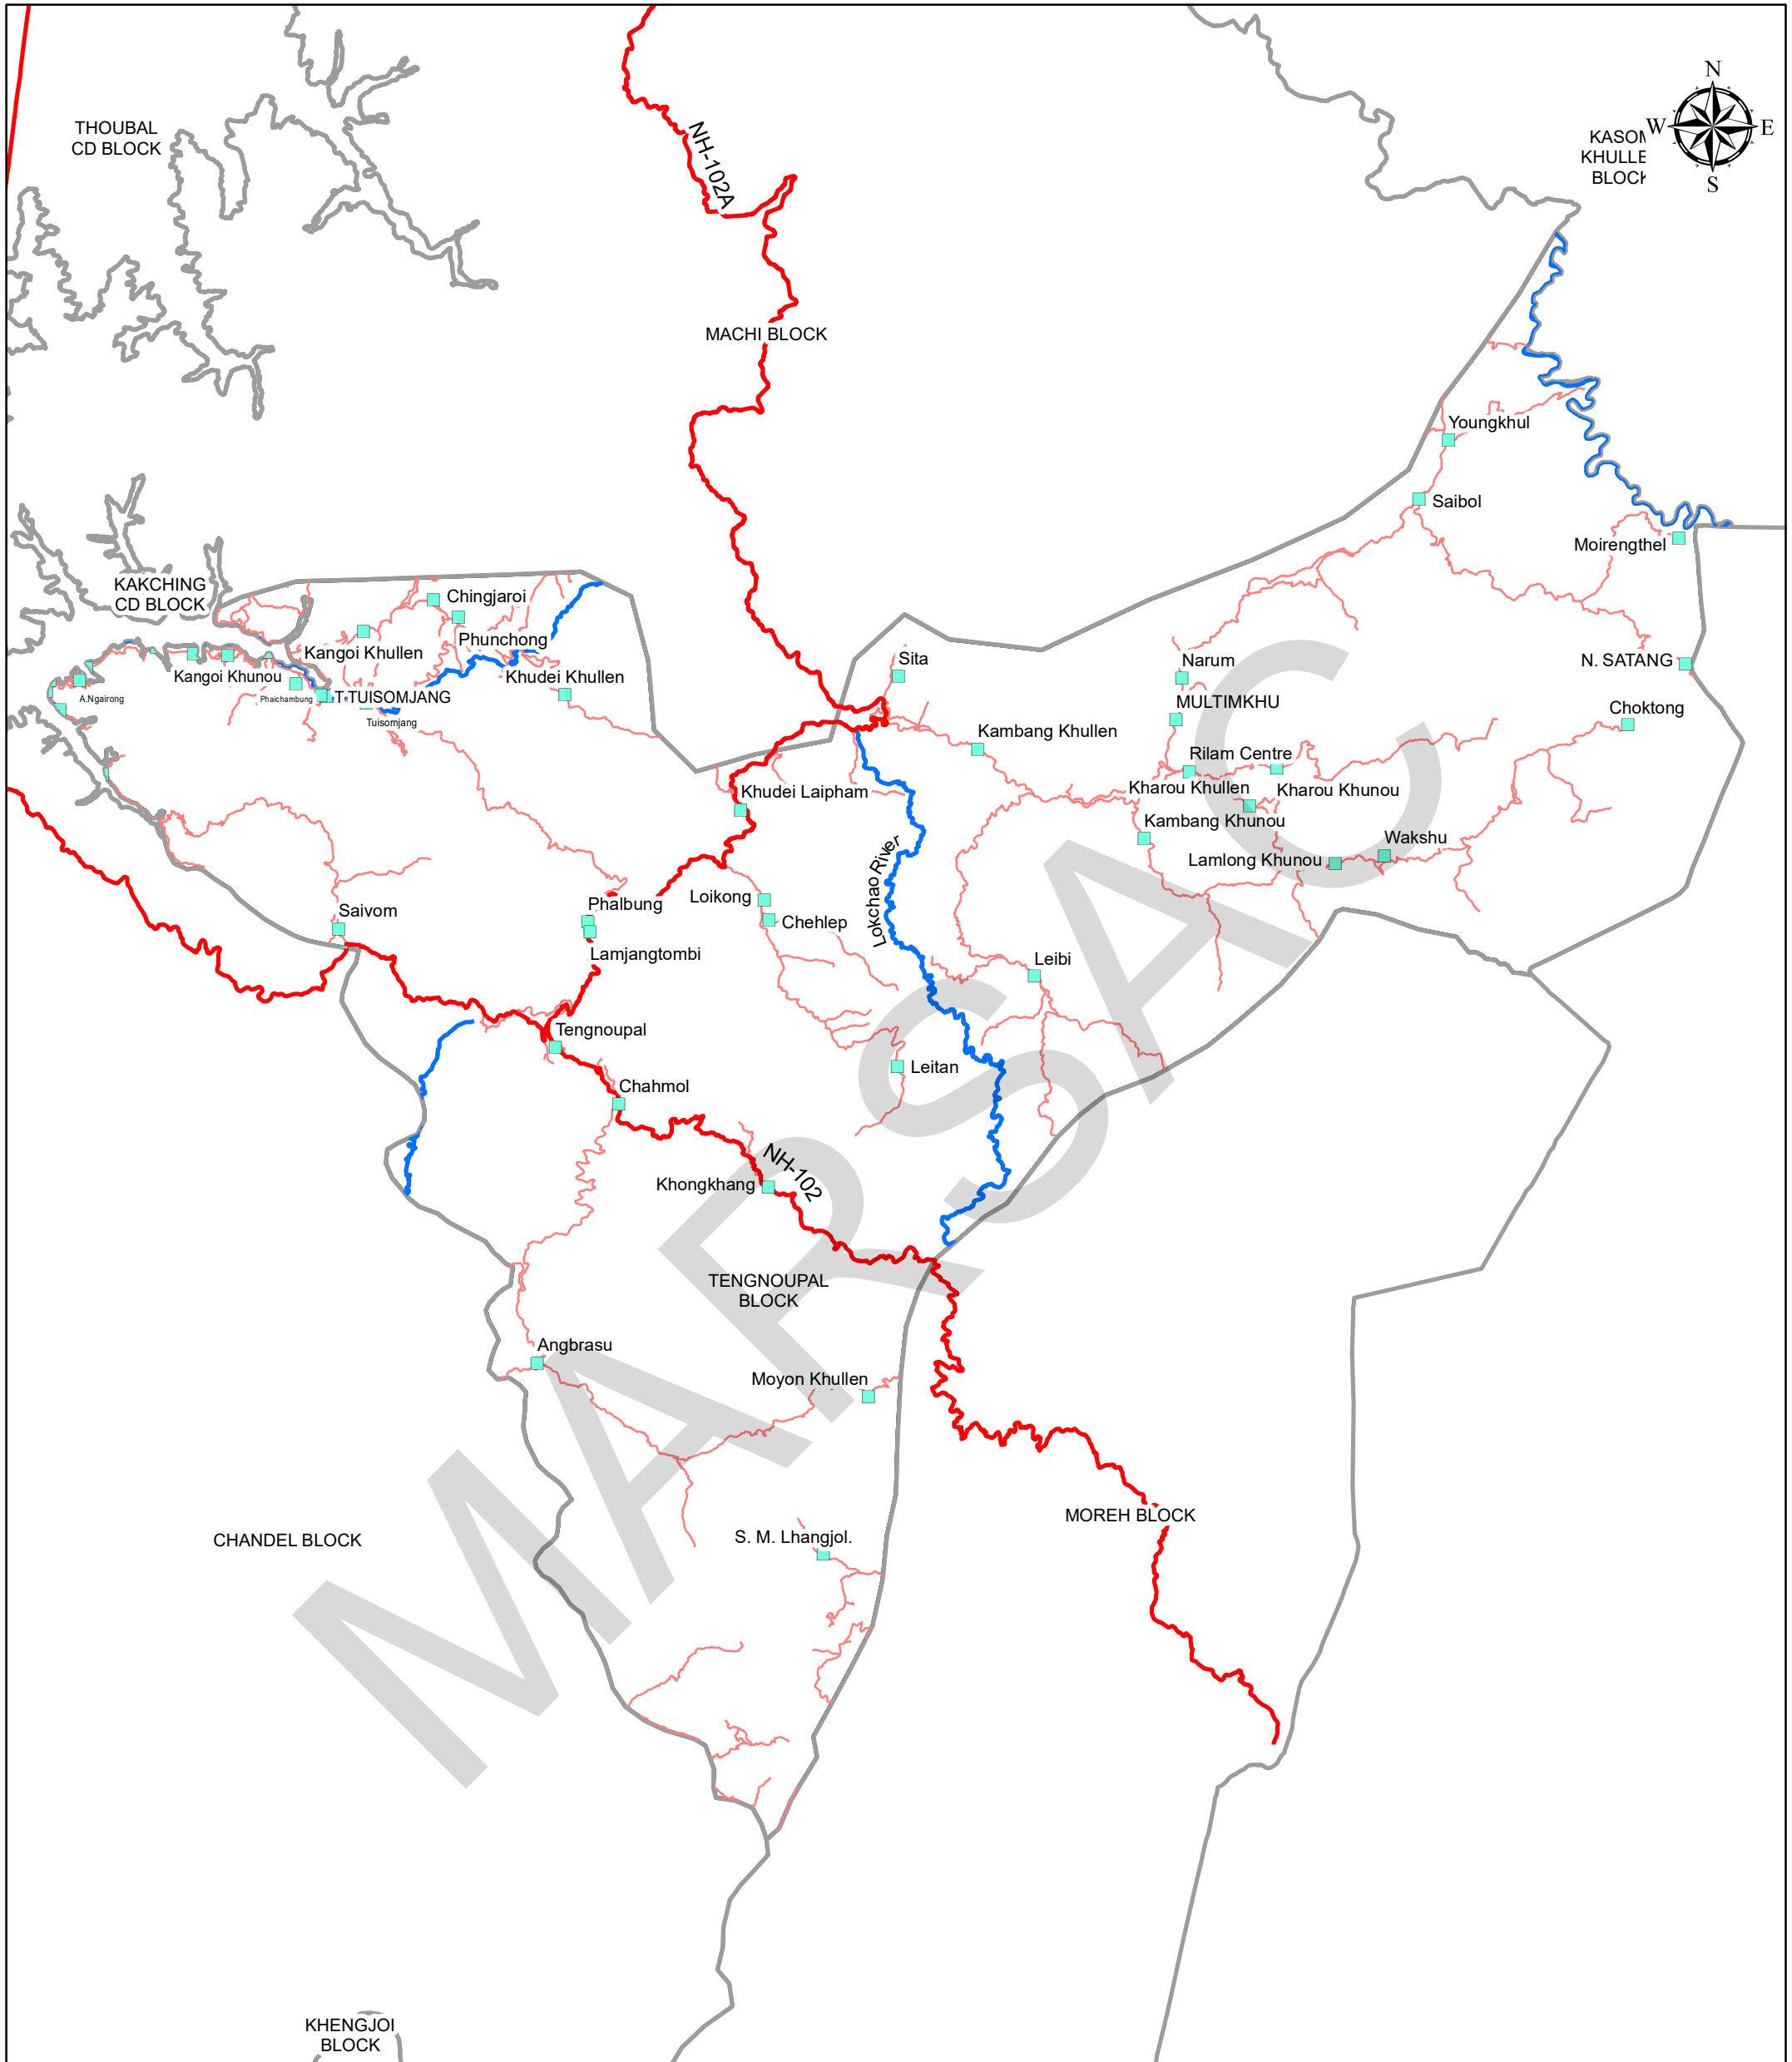 N
THOUBAL
CD BLOCK
NH-102A
W
E
KASOM
KHULLE
BLOCK
S
MACHI BLOCK
Youngkhul
Saibol
Moirengthel
KAKCHING
CD BLOCK
Chingjaroi
Phunchong
Kangoi Khullen
Sita
Narum
N. SATANG
Kangoi Khunou
Khudei Khullen
A.Ngairong
Phaichambung
T.TUISOMJANG
MULTIMKHU
Choktong
Tuisomjang
Kambang Khullen
Rilam Centre
Khudei Laipham
Kharou Khullen
Kharou Khunou
Kambang Khunou
Wakshu
Lokchao River
Lamlong Khunou
Loikong
Phalbung
Saivom
Chehlep
Lamjangtombi
Leibi
Tengnoupal
Leitan
Chahmol
Khongkhang
NH-102
TENGNOUPAL
BLOCK
Angbrasu
Moyon Khullen
MOREH BLOCK
S. M. Lhangjol.
CHANDEL BLOCK
KHENGJOI
BLOCK
MARSAC